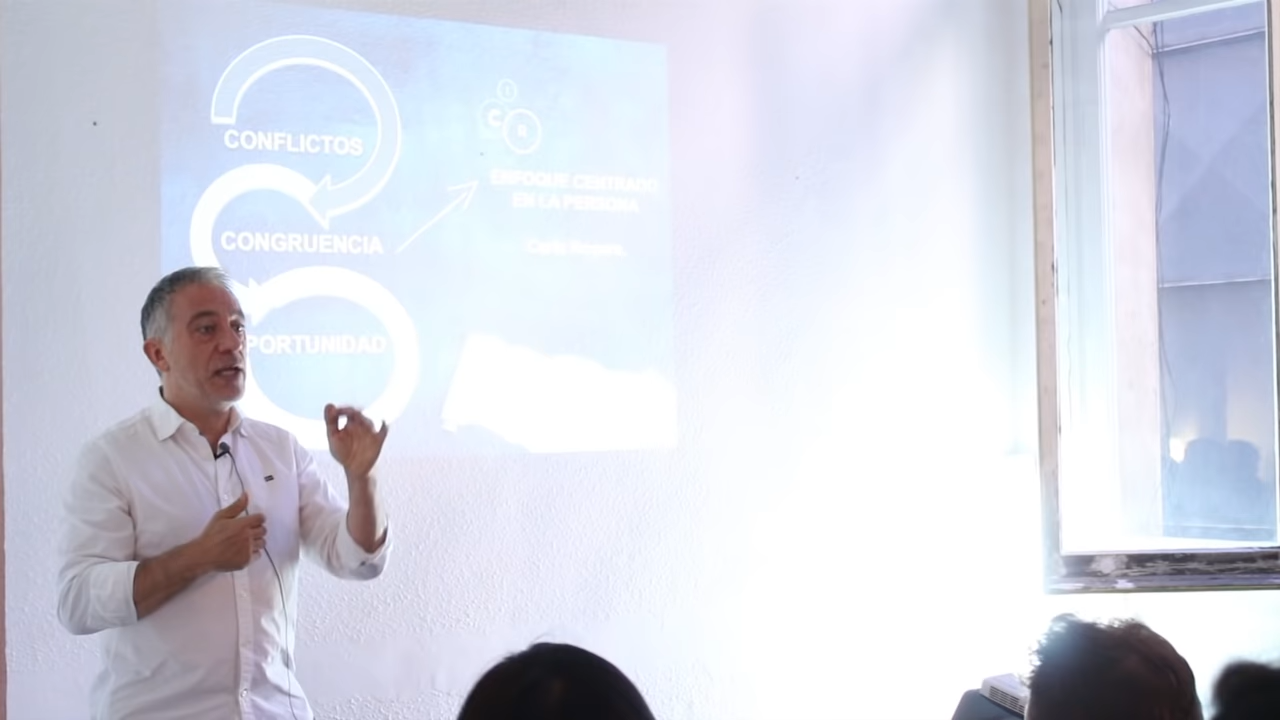 CONFLICTOS
CONGRUENCIA
PORTUNIDAD
C
R
ENFOQUE CENTRADO
EN LA PERSONA